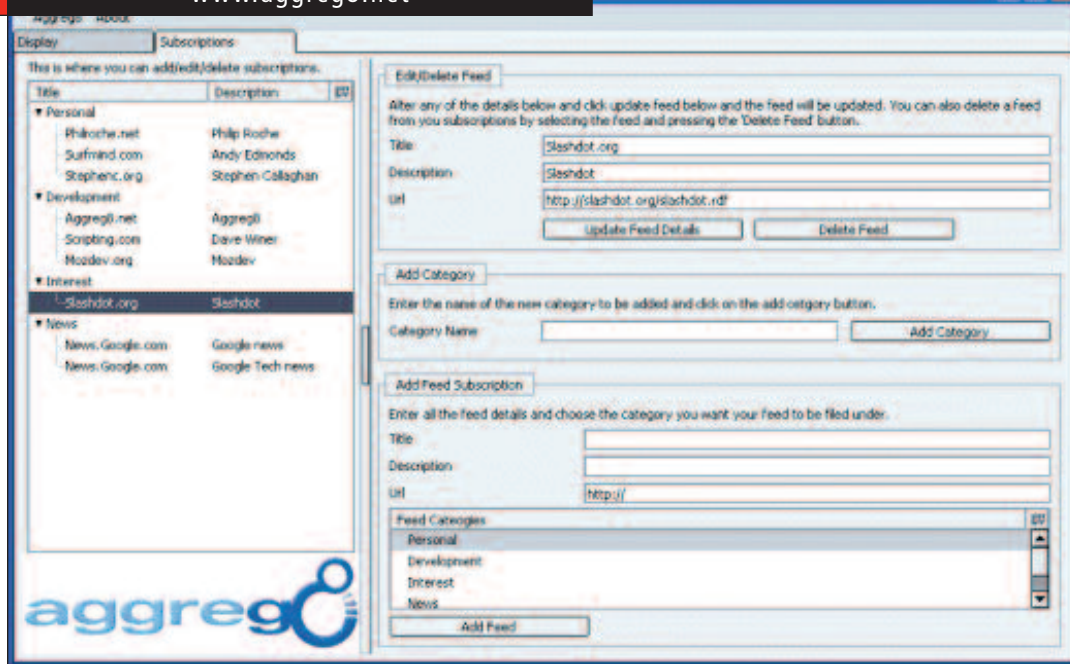 www.aggreg8.net
Aggreg8 About
Display Subscriptions
This is where you can add/edit/delete subscriptions.
Title Description
Personal
Philroche.net Philip Roche
Surfmind.com Andy Edmonds
Stephenc.org Stephen Callaghan
Development
Aggreg8.net Aggreg8
Scripting.com Dave Winer
Mozdev.org Mozdev
Interest
Slashdot.org Slashdot
News
News.Google.com Google news
News.Google.com Google Tech news
aggreg8
Edit/Delete Feed
Alter any of the details below and click update feed below and the feed will be updated. You can also delete a feed
from you subscriptions by selecting the feed and pressing the 'Delete Feed' button.
Title Slashdot.org
Description Slashdot
Url http://slashdot.org/slashdot.rdf
Update Feed Details Delete Feed
Add Category
Enter the name of the new category to be added and click on the add cetgory button.
Category Name Add Category
Add Feed Subscription
Enter all the feed details and choose the category you want your feed to be filed under.
Title
Description
Url http://
Feed Cateogies
Personal
Development
Interest
News
Add Feed